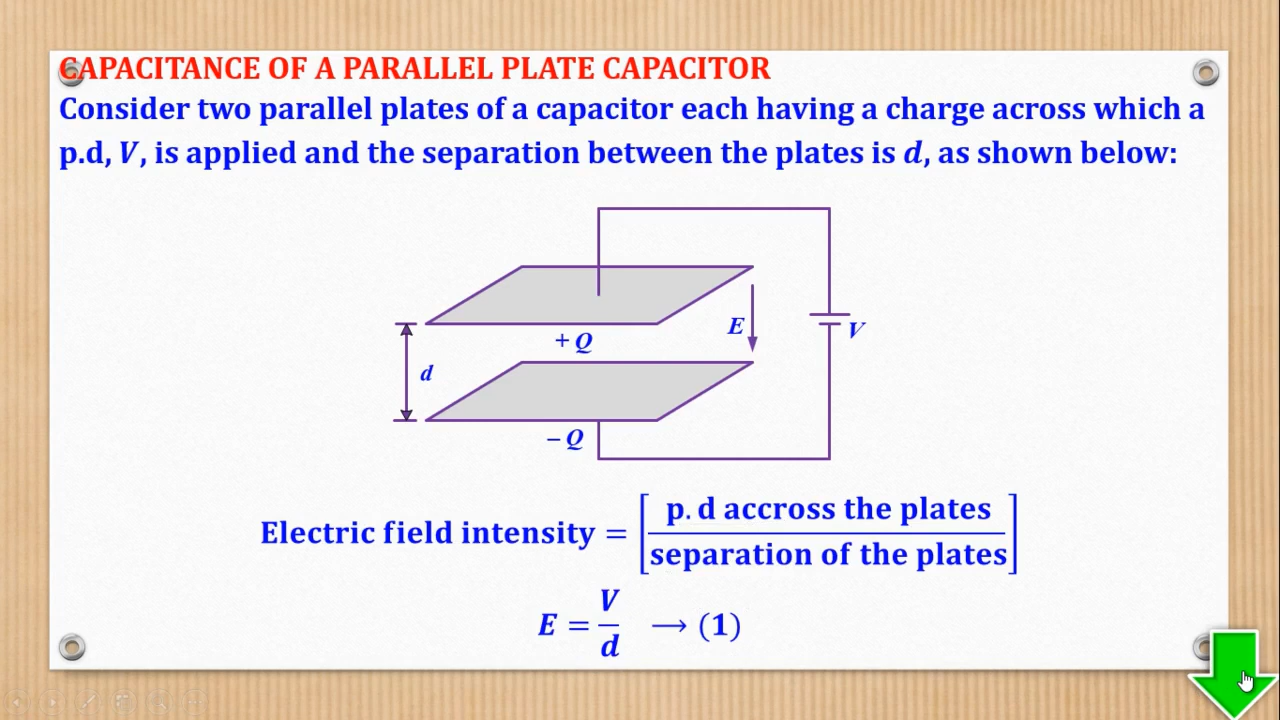 CAPACITANCE OF A PARALLEL PLATE CAPACITOR
Consider two parallel plates of a capacitor each having a charge across which a
p.d, V, is applied and the separation between the plates is d, as shown below:
E
V
+ Q
d
– Q
Electric field intensity = [p. d accross the plates / separation of the plates]
E = V/d → (1)